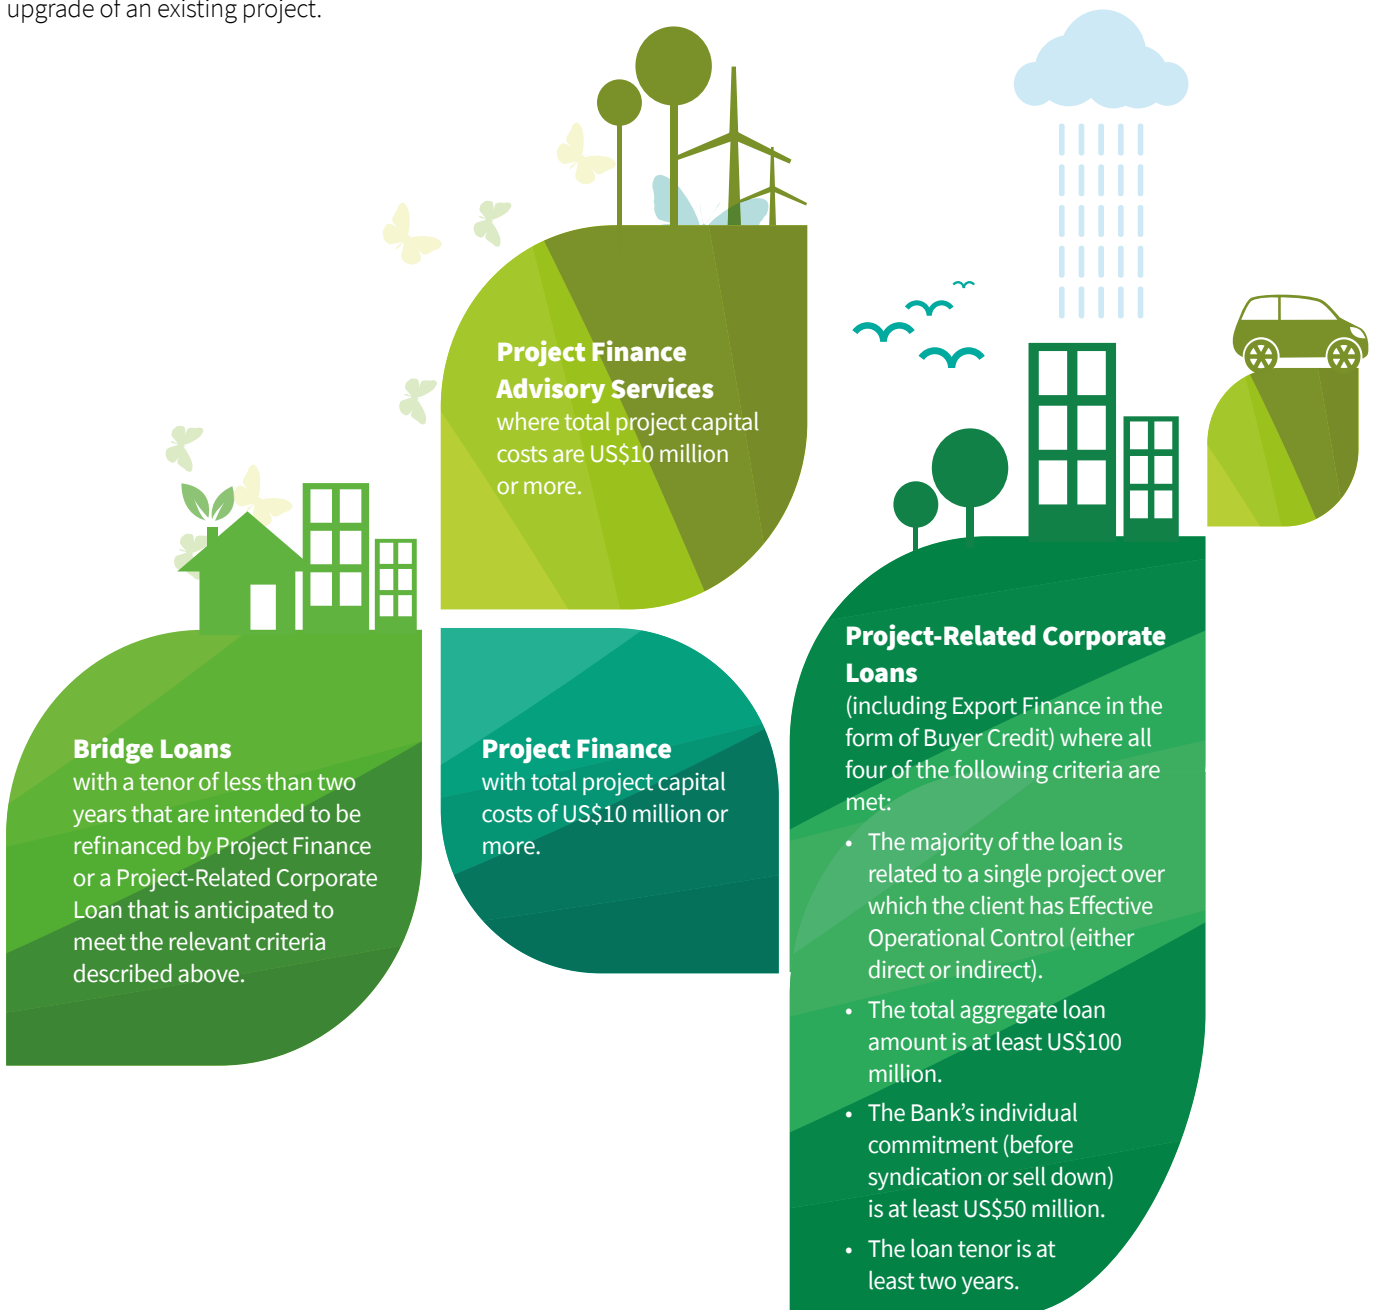 upgrade of an existing project.
Project Finance
Advisory Services
where total project capital
costs are US$10 million
or more.
Bridge Loans
with a tenor of less than two
years that are intended to be
refinanced by Project Finance
or a Project-Related Corporate
Loan that is anticipated to
meet the relevant criteria
described above.
Project Finance
with total project capital
costs of US$10 million or
more.
Project-Related Corporate
Loans
(including Export Finance in the
form of Buyer Credit) where all
four of the following criteria are
met:
• The majority of the loan is
related to a single project over
which the client has Effective
Operational Control (either
direct or indirect).
• The total aggregate loan
amount is at least US$100
million.
• The Bank’s individual
commitment (before
syndication or sell down)
is at least US$50 million.
• The loan tenor is at
least two years.